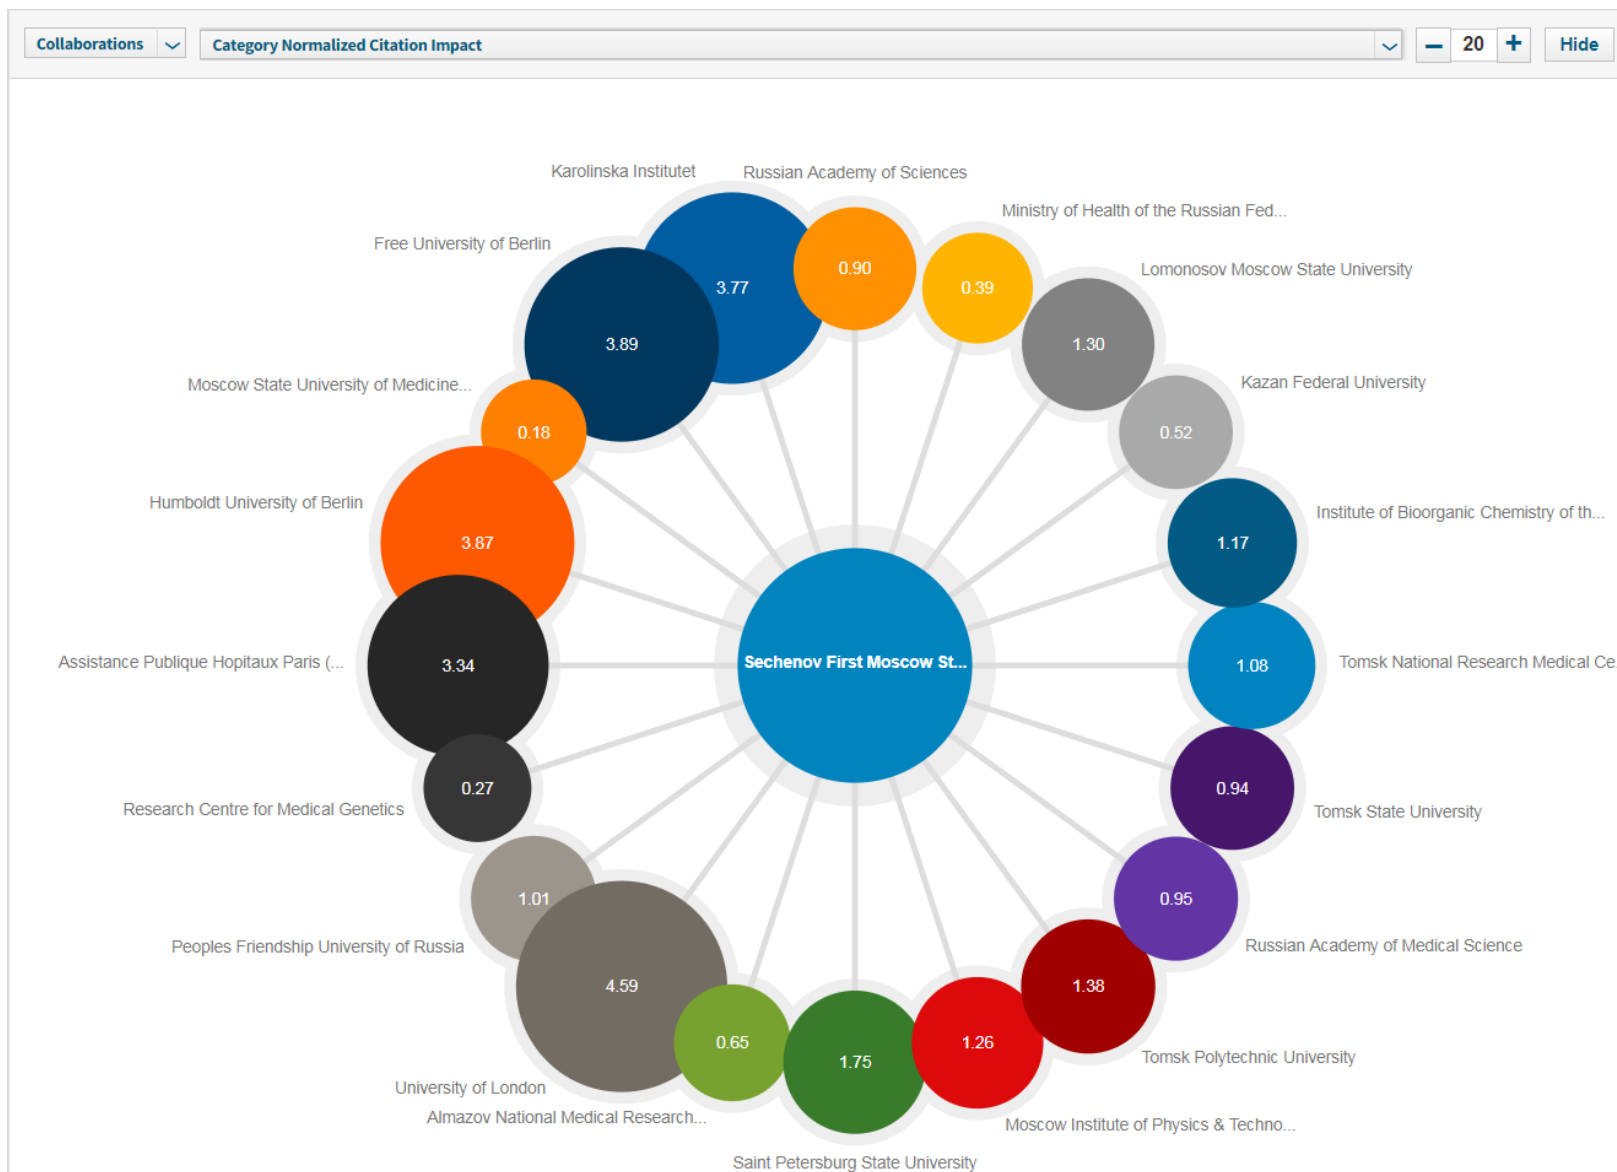 Collaborations
Category Normalized Citation Impact
20
Hide
Karolinska Institutet
Russian Academy of Sciences
Ministry of Health of the Russian Fed...
Free University of Berlin
Lomonosov Moscow State University
0.90
3.77
0.39
3.89
1.30
Moscow State University of Medicine...
Kazan Federal University
0.18
0.52
Humboldt University of Berlin
Institute of Bioorganic Chemistry of th...
3.87
1.17
Assistance Publique Hopitaux Paris (...
3.34
Sechenov First Moscow St...
1.08
Tomsk National Research Medical Ce.
0.27
0.94
Research Centre for Medical Genetics
Tomsk State University
1.01
0.95
Peoples Friendship University of Russia
Russian Academy of Medical Science
4.59
1.38
0.65
1.75
1.26
Tomsk Polytechnic University
University of London
Almazov National Medical Research...
Moscow Institute of Physics & Techno...
Saint Petersburg State University